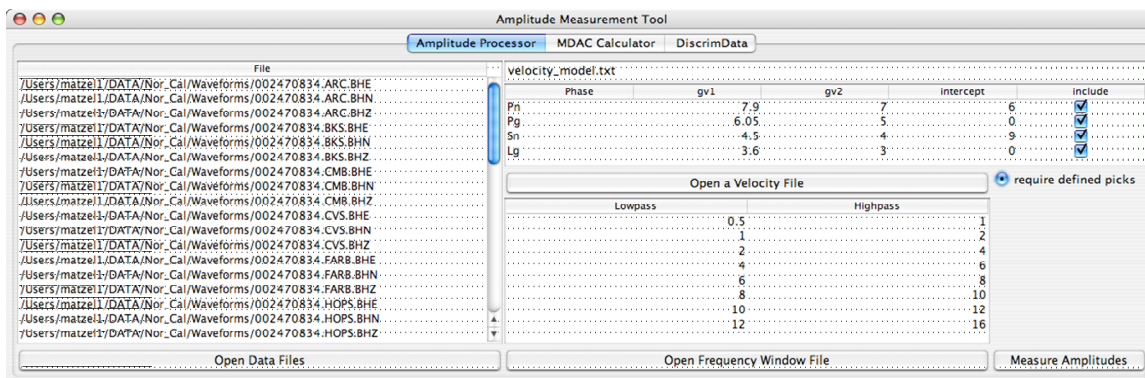 Amplitude Measurement Tool
Amplitude Processor MDAC Calculator DiscrimData
File
/Users/matzel1/DATA/Nor_Cal/Waveforms/002470834.ARC.BHE
/Users/matzel1/DATA/Nor_Cal/Waveforms/002470834.ARC.BHN
/Users/matzel1/DATA/Nor_Cal/Waveforms/002470834.ARC.BHZ
/Users/matzel1/DATA/Nor_Cal/Waveforms/002470834.BKS.BHE
/Users/matzel1/DATA/Nor_Cal/Waveforms/002470834.BKS.BHN
/Users/matzel1/DATA/Nor_Cal/Waveforms/002470834.BKS.BHZ
/Users/matzel1/DATA/Nor_Cal/Waveforms/002470834.CMB.BHE
/Users/matzel1/DATA/Nor_Cal/Waveforms/002470834.CMB.BHN
/Users/matzel1/DATA/Nor_Cal/Waveforms/002470834.CMB.BHZ
/Users/matzel1/DATA/Nor_Cal/Waveforms/002470834.CVS.BHE
/Users/matzel1/DATA/Nor_Cal/Waveforms/002470834.CVS.BHN
/Users/matzel1/DATA/Nor_Cal/Waveforms/002470834.CVS.BHZ
/Users/matzel1/DATA/Nor_Cal/Waveforms/002470834.FARB.BHE
/Users/matzel1/DATA/Nor_Cal/Waveforms/002470834.FARB.BHN
/Users/matzel1/DATA/Nor_Cal/Waveforms/002470834.FARB.BHZ
/Users/matzel1/DATA/Nor_Cal/Waveforms/002470834.HOPS.BHE
/Users/matzel1/DATA/Nor_Cal/Waveforms/002470834.HOPS.BHN
/Users/matzel1/DATA/Nor_Cal/Waveforms/002470834.HOPS.BHZ
Open Data Files
velocity_model.txt
Phase gv1 gv2 intercept include
Pn 7.9 7 6
Pg 6.05 5 0
Sn 4.5 4 9
Lg 3.6 3 0
Open a Velocity File
require defined picks
Lowpass Highpass
0.5 1
1 2
2 4
4 6
6 8
8 10
10 12
12 16
Open Frequency Window File
Measure Amplitudes